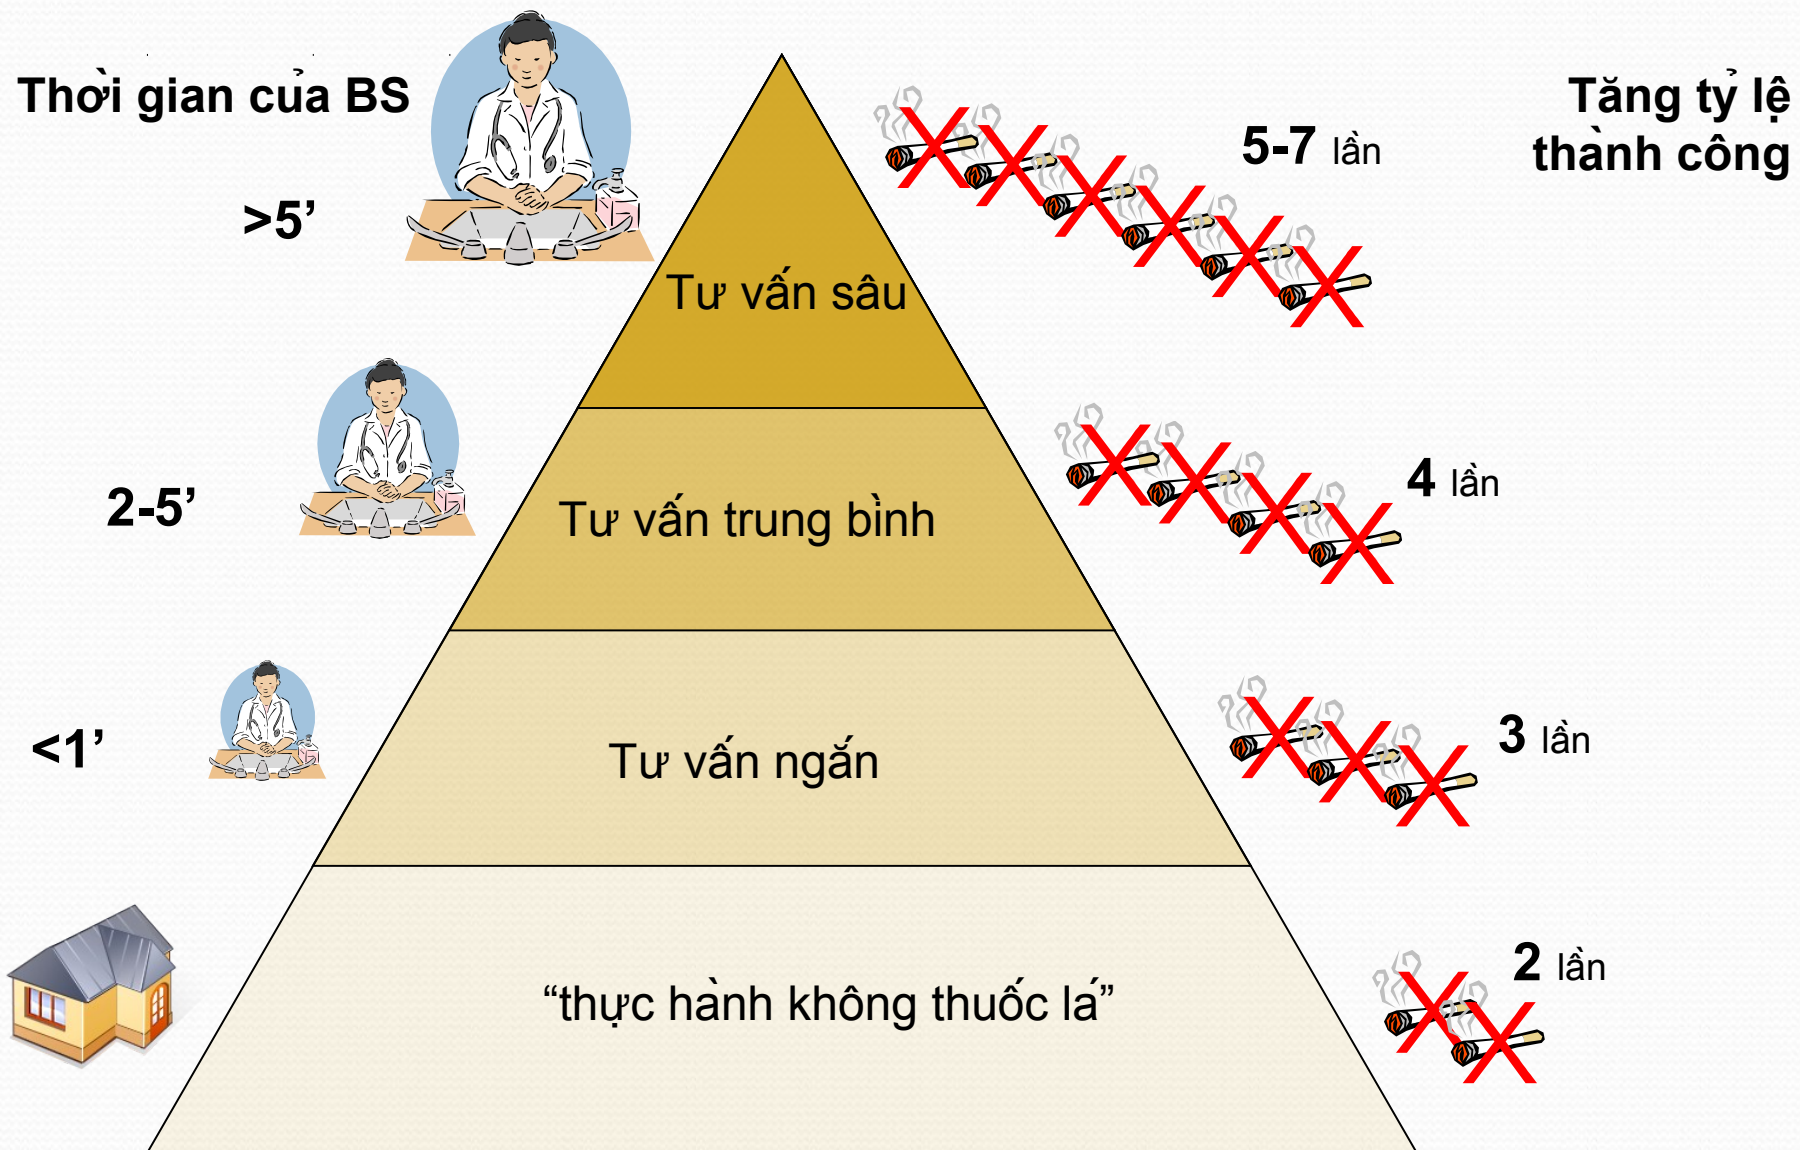 Thời gian của BS
Tăng tỷ lệ
thành công
>5’
Tư vấn sâu
5-7 lần
2-5’
Tư vấn trung bình
4 lần
<1’
Tư vấn ngắn
3 lần
“thực hành không thuốc lá”
2 lần